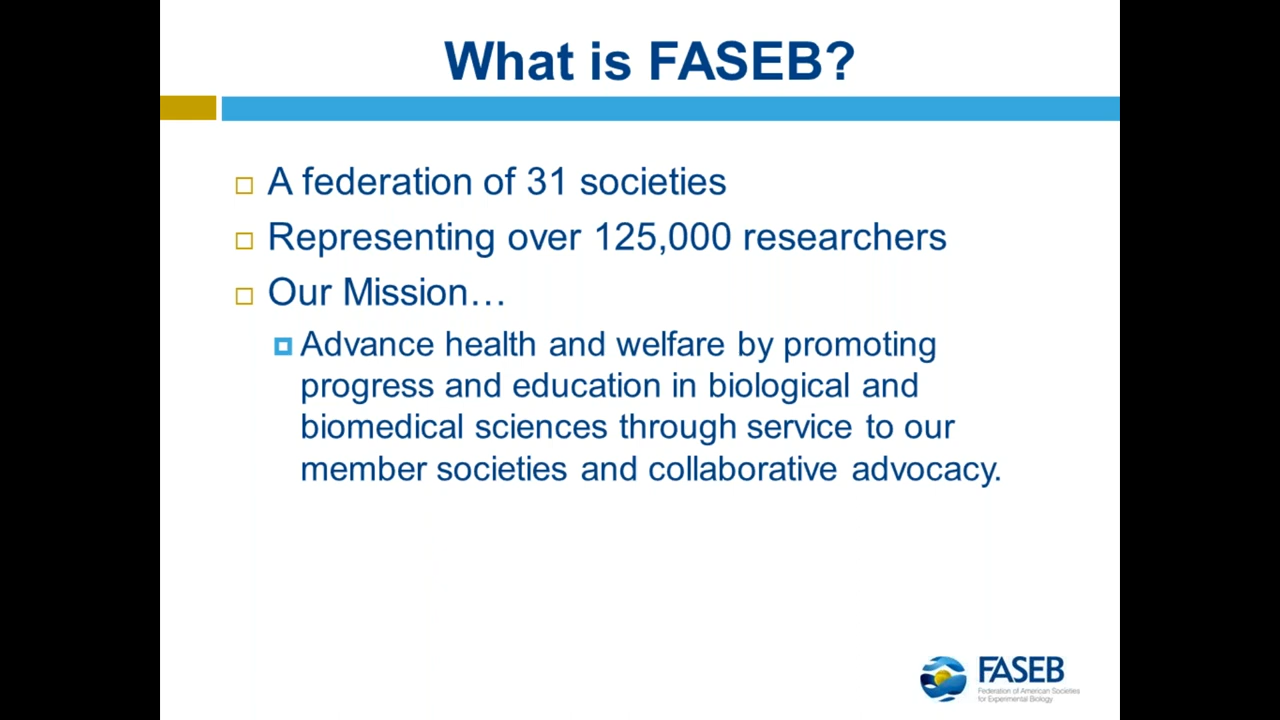 What is FASEB?
A federation of 31 societies
Representing over 125,000 researchers
Our Mission…
Advance health and welfare by promoting
progress and education in biological and
biomedical sciences through service to our
member societies and collaborative advocacy.
FASEB
Federation of American Societies
for Experimental Biology